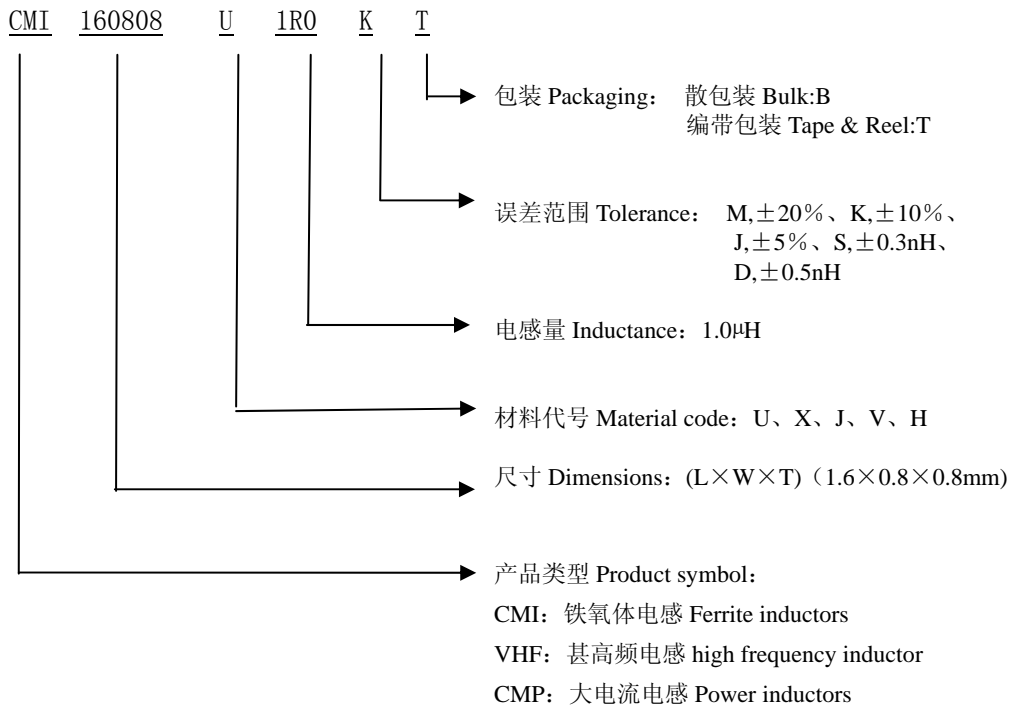 CMI 160808 U 1R0 K T
包装 Packaging： 散包装 Bulk:B
编带包装 Tape & Reel:T
误差范围 Tolerance： M,±20％、K,±10％、
J,±5％、S,±0.3nH、
D,±0.5nH
电感量 Inductance：1.0μH
材料代号 Material code：U、X、J、V、H
尺寸 Dimensions：(L×W×T)（1.6×0.8×0.8mm)
产品类型 Product symbol：
CMI：铁氧体电感 Ferrite inductors
VHF：甚高频电感 high frequency inductor
CMP：大电流电感 Power inductors